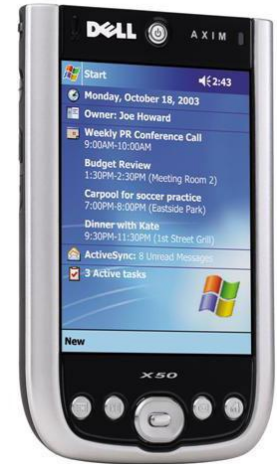 DELL AXIM
Start 2:43
Monday, October 18, 2003
Owner: Joe Howard
Weekly PR Conference Call
9:00AM-10:00AM
Budget Review
1:30PM-2:30PM (Meeting Room 2)
Carpool for soccer practice
7:00PM-8:00PM (Eastside Park)
Dinner with Kate
9:30PM-11:30PM (1st Street Grill)
ActiveSync: 8 Unread Messages
3 Active tasks
New
X50